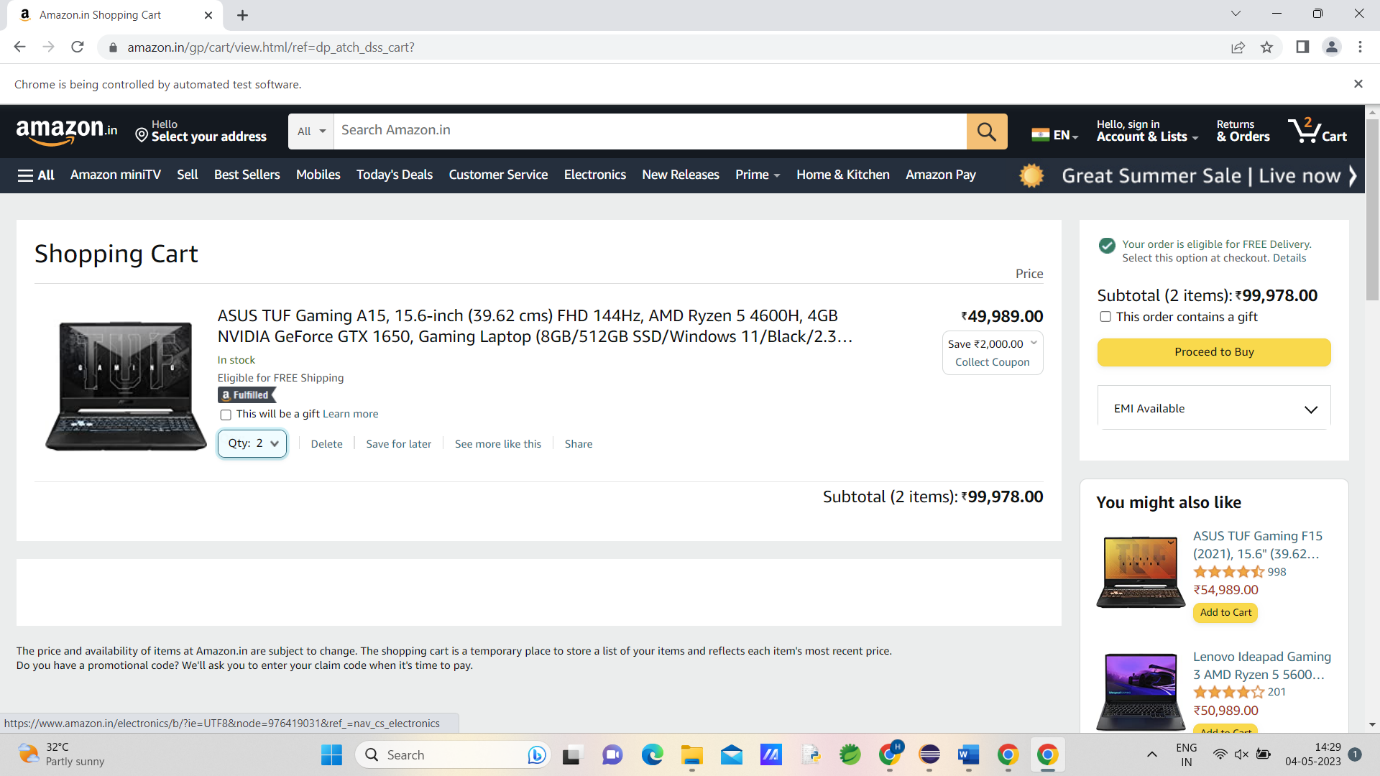 Amazon.in Shopping Cart
amazon.in/gp/cart/view.html/ref=dp_atch_dss_cart?
Chrome is being controlled by automated test software.
amazon.in
Hello
Select your address
All
Search Amazon.in
EN
Hello, sign in
Account & Lists
Returns
& Orders
2
Cart
All Amazon miniTV Sell Best Sellers Mobiles Today's Deals Customer Service Electronics New Releases Prime Home & Kitchen Amazon Pay
Great Summer Sale | Live now
Shopping Cart
Price
ASUS TUF Gaming A15, 15.6-inch (39.62 cms) FHD 144Hz, AMD Ryzen 5 4600H, 4GB
NVIDIA GeForce GTX 1650, Gaming Laptop (8GB/512GB SSD/Windows 11/Black/2.3...
In stock
Eligible for FREE Shipping
a Fulfilled
This will be a gift Learn more
Qty: 2
Delete
Save for later
See more like this
Share
₹49,989.00
Save ₹2,000.00
Collect Coupon
TUF
GAMING
Subtotal (2 items): ₹99,978.00
The price and availability of items at Amazon.in are subject to change. The shopping cart is a temporary place to store a list of your items and reflects each item's most recent price.
Do you have a promotional code? We'll ask you to enter your claim code when it's time to pay.
Your order is eligible for FREE Delivery.
Select this option at checkout. Details
Subtotal (2 items): ₹99,978.00
This order contains a gift
Proceed to Buy
EMI Available
You might also like
ASUS TUF Gaming F15
(2021), 15.6" (39.62...
998
₹54,989.00
Add to Cart
Lenovo Ideapad Gaming
3 AMD Ryzen 5 5600...
201
₹50,989.00
Add to Cart
https://www.amazon.in/electronics/b/?ie=UTF8&node=976419031&ref_=nav_cs_electronics
32°C
Partly sunny
Search
H
ENG
IN
14:29
04-05-2023
1